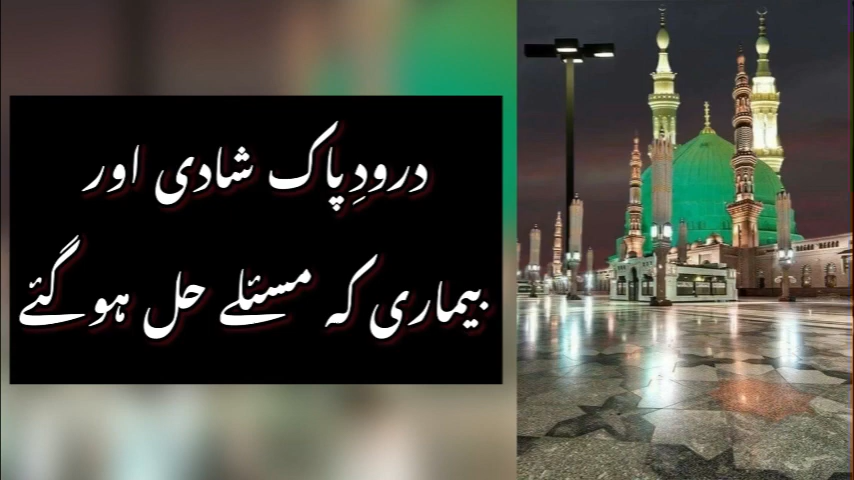 درودِ پاک شادی اور
بیماری کہ مسئلے حل ہو گئے